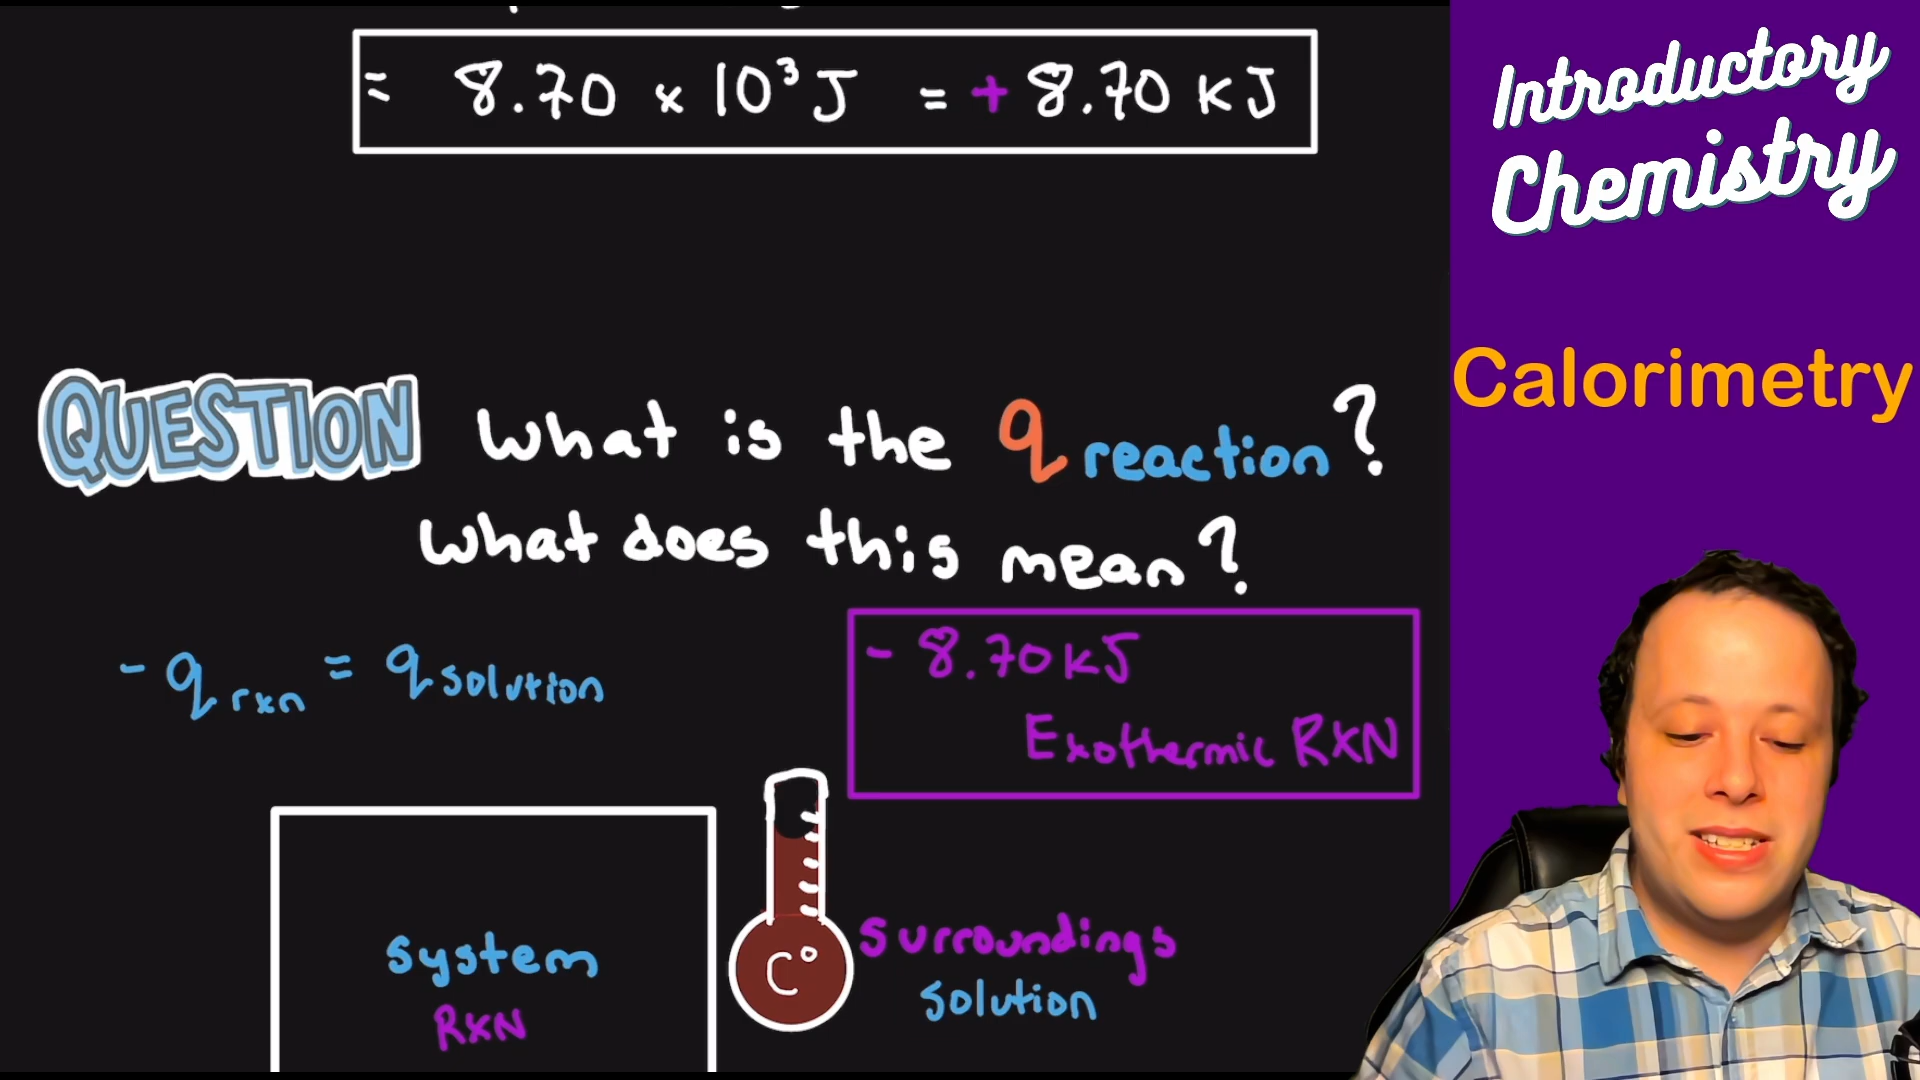 = 8.70 x 10³ J = + 8.70 kJ
QUESTION What is the q reaction?
What does this mean?
- q rxn = q solution
- 8.70 kJ
Exothermic RXN
system
RXN
C°
surroundings
solution
Introductory
Chemistry
Calorimetry